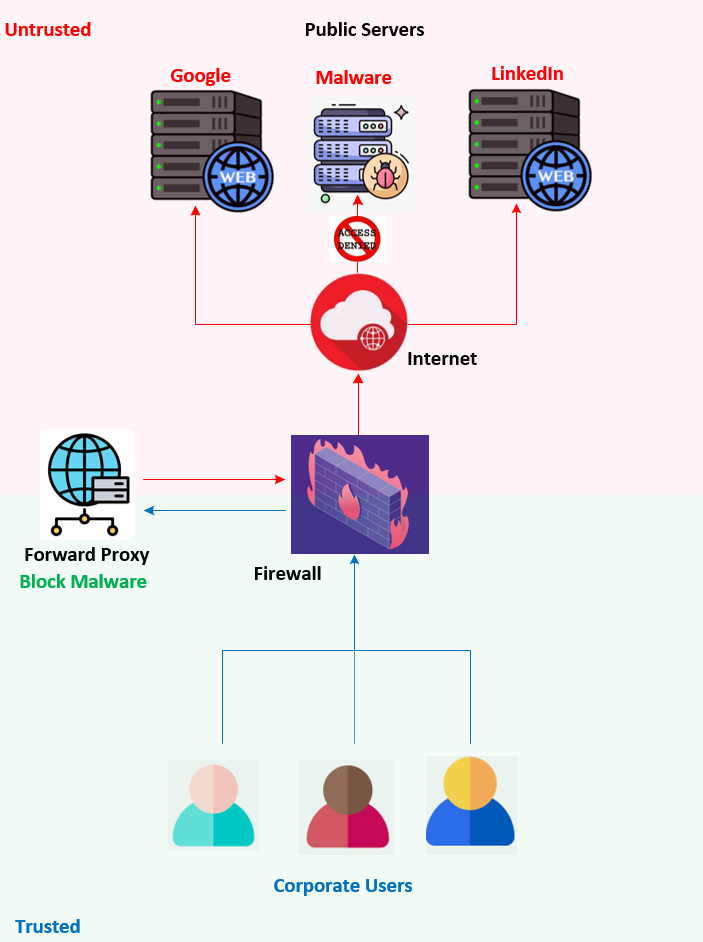 Untrusted
Public Servers
Google
Malware
LinkedIn
WEB
WEB
ACCESS
DENIED
Internet
Forward Proxy
Block Malware
Firewall
Corporate Users
Trusted